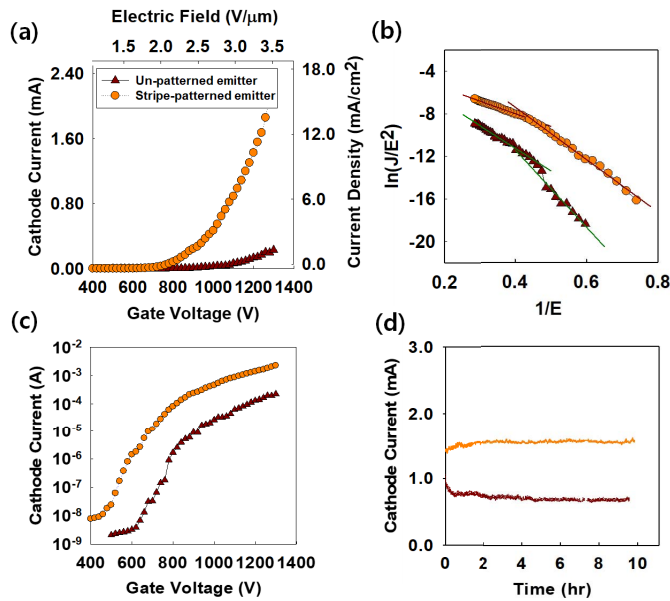 (a)
Electric Field (V/μm)
1.5 2.0 2.5 3.0 3.5
Un-patterned emitter
Stripe-patterned emitter
Cathode Current (mA)
2.40
1.60
0.80
0.00
Current Density (mA/cm²)
18.0
12.0
6.0
0.0
400 600 800 1000 1200 1400
Gate Voltage (V)
(b)
ln(J/E²)
-4
-8
-12
-16
-20
0.2 0.4 0.6 0.8
1/E
(c)
Cathode Current (A)
10⁻²
10⁻³
10⁻⁴
10⁻⁵
10⁻⁶
10⁻⁷
10⁻⁸
10⁻⁹
400 600 800 1000 1200 1400
Gate Voltage (V)
(d)
Cathode Current (mA)
3.0
2.0
1.0
0.0
0 2 4 6 8 10
Time (hr)